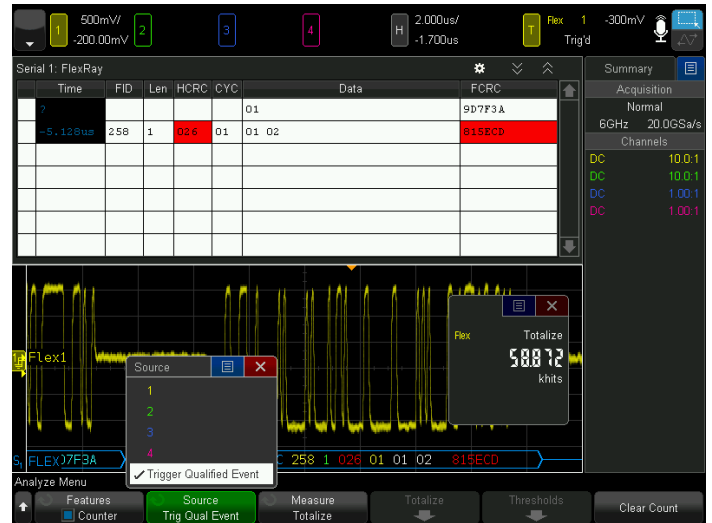 1 500mV/ 2 3 4 H 2.000us/ T Flex 1 -300mV
-200.00mV -1.700us Trig'd
Serial 1: FlexRay
Time FID Len HCRC CYC Data FCRC
? 01 9D7F3A
-5.128us 258 1 026 01 01 02 815ECD
Summary
Acquisition
Normal
6GHz 20.0GSa/s
Channels
DC 10.0:1
DC 10.0:1
DC 1.00:1
DC 1.00:1
Flex1
Flex Totalize
58.872
khits
Source
1
2
3
4
✓ Trigger Qualified Event
S1 FLEX 7F3A 258 1 026 01 01 02 815ECD
Analyze Menu
Features
Counter
Source
Trig Qual Event
Measure
Totalize
Totalize
Thresholds
Clear Count